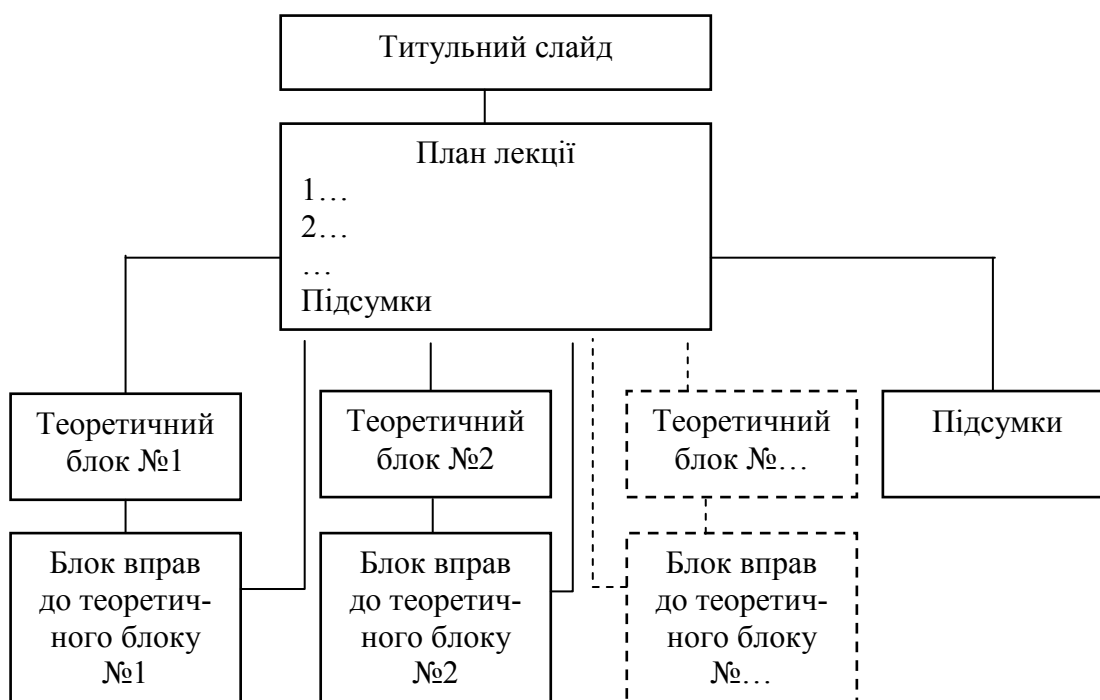 Титульний слайд
План лекції
1…
2…
…
Підсумки
Теоретичний
блок №1
Теоретичний
блок №2
Теоретичний
блок №…
Підсумки
Блок вправ
до теоретич-
ного блоку
№1
Блок вправ
до теоретич-
ного блоку
№2
Блок вправ
до теоретич-
ного блоку
№…